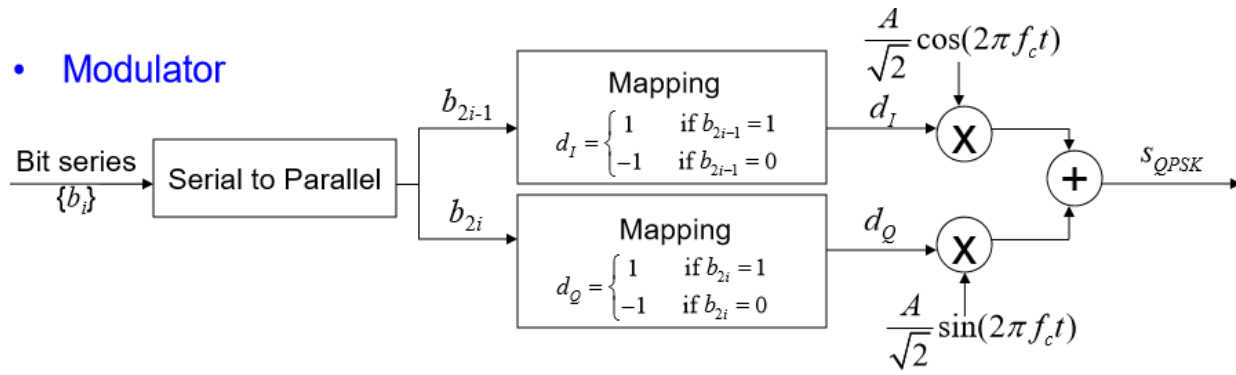 • Modulator
Bit series
{b_i}
Serial to Parallel
b_{2i-1}
Mapping
d_I = { 1 if b_{2i-1} = 1
−1 if b_{2i-1} = 0
d_I
A/√2 cos(2πf_c t)
X
b_{2i}
Mapping
d_Q = { 1 if b_{2i} = 1
−1 if b_{2i} = 0
d_Q
X
A/√2 sin(2πf_c t)
+
s_{QPSK}